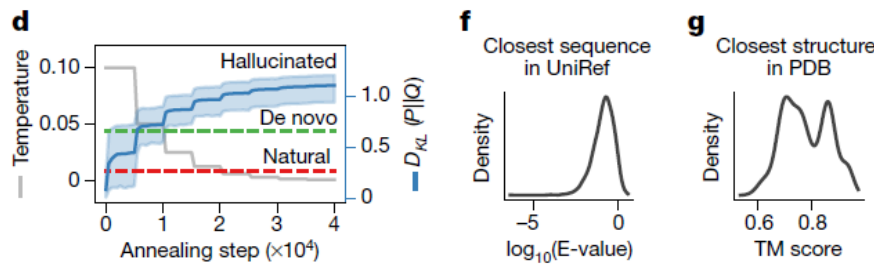 d
Temperature
0.10
0.05
0
Hallucinated
De novo
Natural
1.0
0.5
0
D_KL (P||Q)
0 1 2 3 4
Annealing step (×10⁴)
f
Closest sequence
in UniRef
Density
−5 0
log₁₀(E-value)
g
Closest structure
in PDB
Density
0.6 0.8
TM score